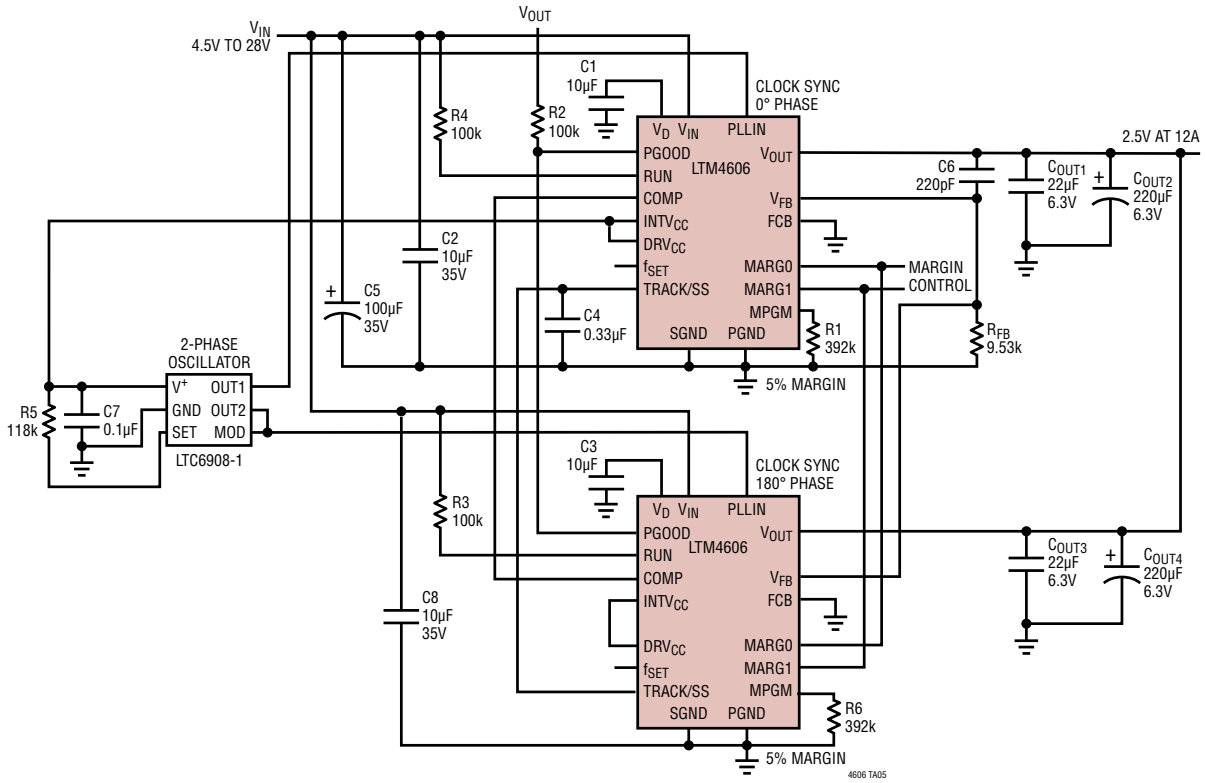 VIN
4.5V TO 28V
VOUT
C1
10µF
CLOCK SYNC
0° PHASE
R4
100k
R2
100k
VD
VIN
PLLIN
PGOOD
VOUT
LTM4606
RUN
COMP
VFB
INTVCC
FCB
DRVCC
fSET
MARG0
TRACK/SS
MARG1
MPGM
SGND
PGND
2.5V AT 12A
C6
220pF
COUT1
22µF
6.3V
+
COUT2
220µF
6.3V
C2
10µF
35V
+
C5
100µF
35V
C4
0.33µF
MARGIN
CONTROL
R1
392k
RFB
9.53k
5% MARGIN
2-PHASE
OSCILLATOR
V+
OUT1
GND
OUT2
SET
MOD
LTC6908-1
R5
118k
C7
0.1µF
C3
10µF
CLOCK SYNC
180° PHASE
R3
100k
VD
VIN
PLLIN
PGOOD
VOUT
LTM4606
RUN
COMP
VFB
INTVCC
FCB
DRVCC
MARG0
fSET
MARG1
TRACK/SS
MPGM
SGND
PGND
COUT3
22µF
6.3V
+
COUT4
220µF
6.3V
C8
10µF
35V
R6
392k
5% MARGIN
4606 TA05